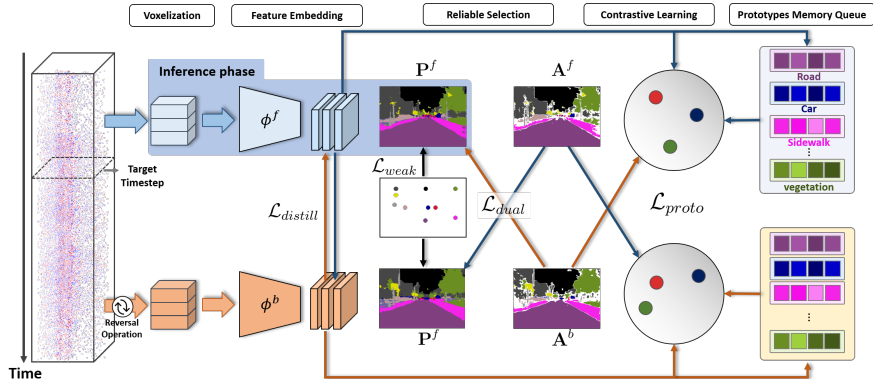 Voxelization
Feature Embedding
Reliable Selection
Contrastive Learning
Prototypes Memory Queue
Inference phase
P^f
A^f
ϕ^f
Road
Car
Sidewalk
⋮
vegetation
Target
Timestep
L_weak
L_distill
L_dual
L_proto
ϕ^b
Reversal
Operation
P^f
A^b
⋮
Time